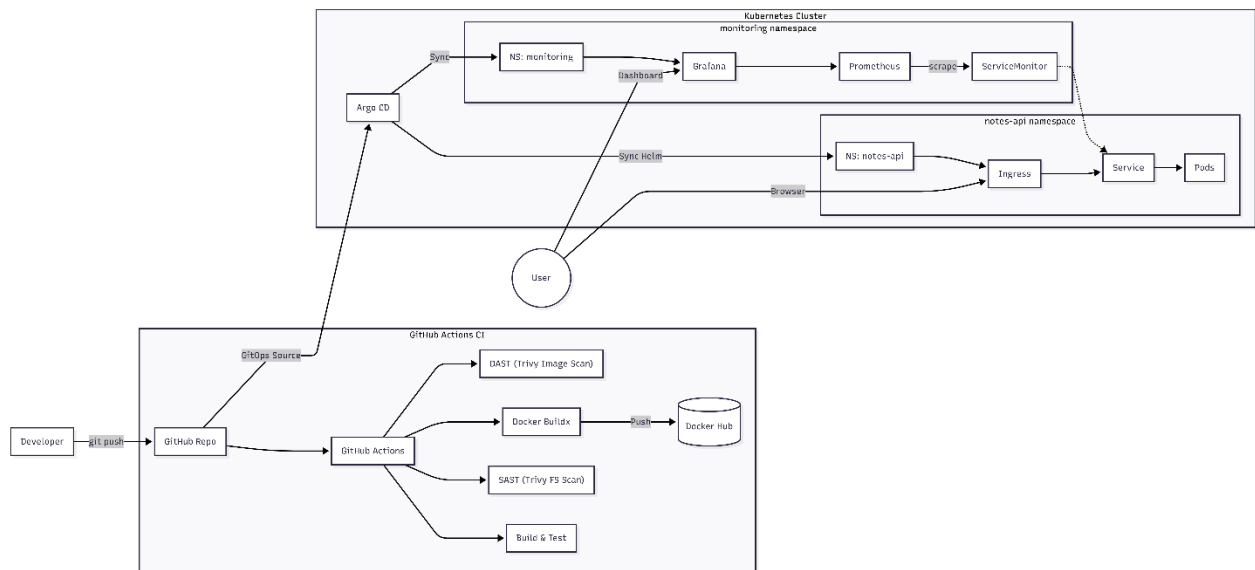 Kubernetes Cluster
monitoring namespace
Sync
NS: monitoring
Grafana
Prometheus
scrape
ServiceMonitor
Dashboard
Argo CD
notes-api namespace
Sync Helm
NS: notes-api
Ingress
Service
Pods
Browser
User
GitHub Actions CI
GitOps Source
DAST (Trivy Image Scan)
Developer
git push
GitHub Repo
GitHub Actions
Docker Buildx
Push
Docker Hub
SAST (Trivy FS Scan)
Build & Test